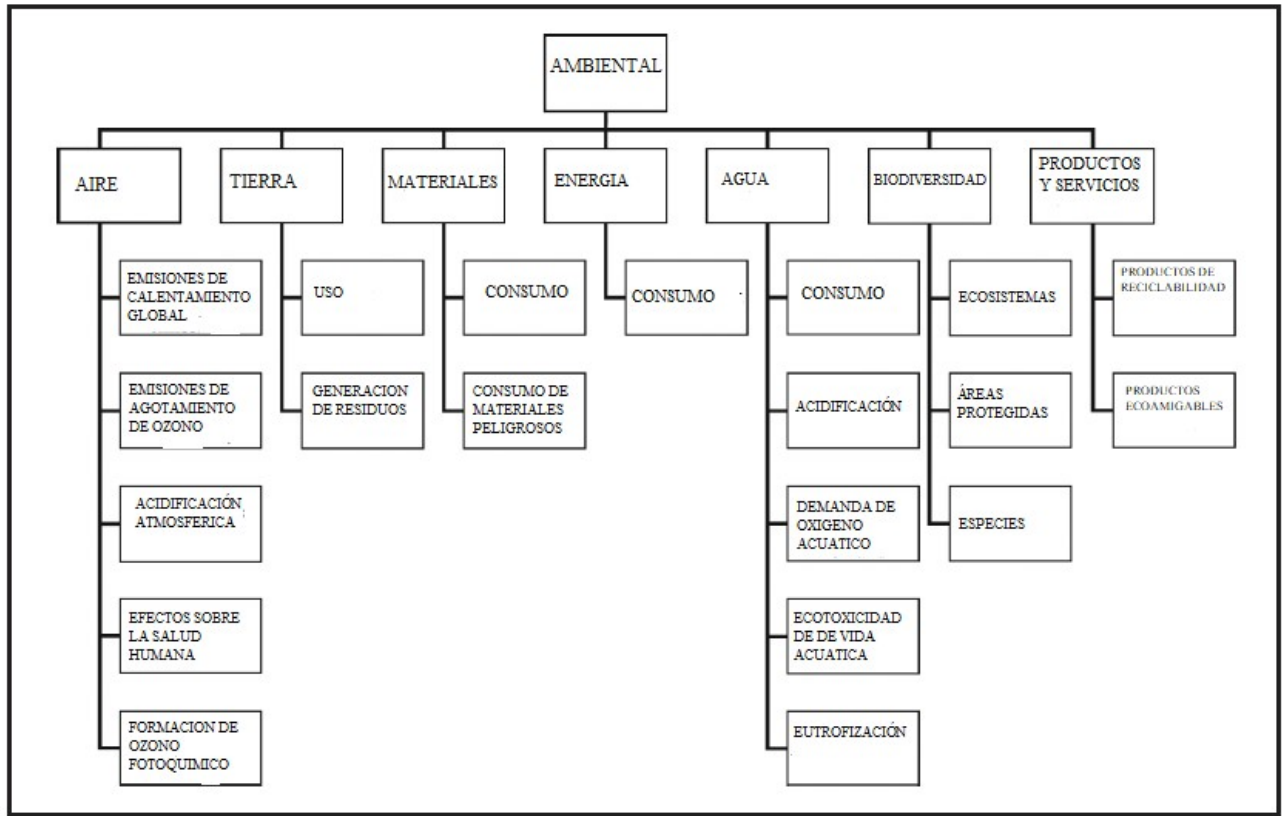 AMBIENTAL
AIRE
TIERRA
MATERIALES
ENERGIA
AGUA
BIODIVERSIDAD
PRODUCTOS
Y SERVICIOS
EMISIONES DE
CALENTAMIENTO
GLOBAL
EMISIONES DE
AGOTAMIENTO
DE OZONO
ACIDIFICACIÓN
ATMOSFERICA
EFECTOS SOBRE
LA SALUD
HUMANA
FORMACION DE
OZONO
FOTOQUIMICO
USO
GENERACION
DE RESIDUOS
CONSUMO
CONSUMO DE
MATERIALES
PELIGROSOS
CONSUMO
CONSUMO
ACIDIFICACIÓN
DEMANDA DE
OXIGENO
ACUATICO
ECOTOXICIDAD
DE DE VIDA
ACUATICA
EUTROFIZACIÓN
ECOSISTEMAS
ÁREAS
PROTEGIDAS
ESPECIES
PRODUCTOS DE
RECICLABILIDAD
PRODUCTOS
ECOAMIGABLES